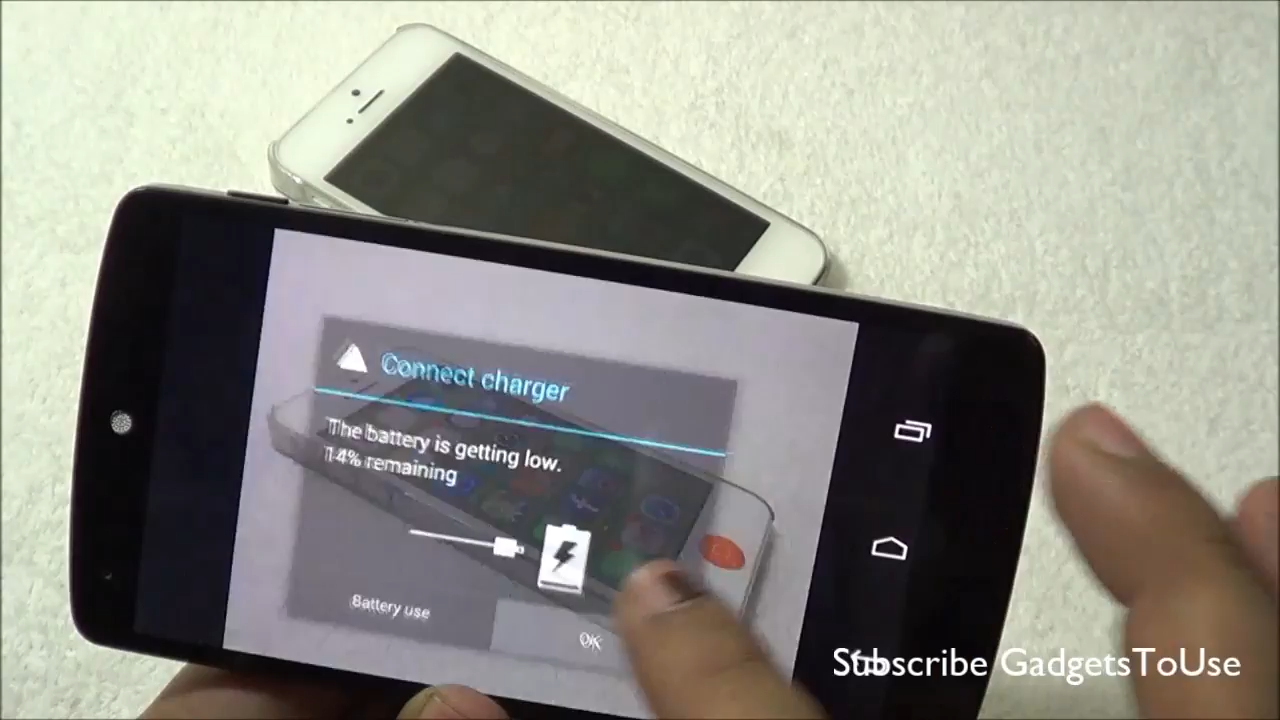 Connect charger
The battery is getting low.
14% remaining
Battery use
OK
Subscribe GadgetsToUse